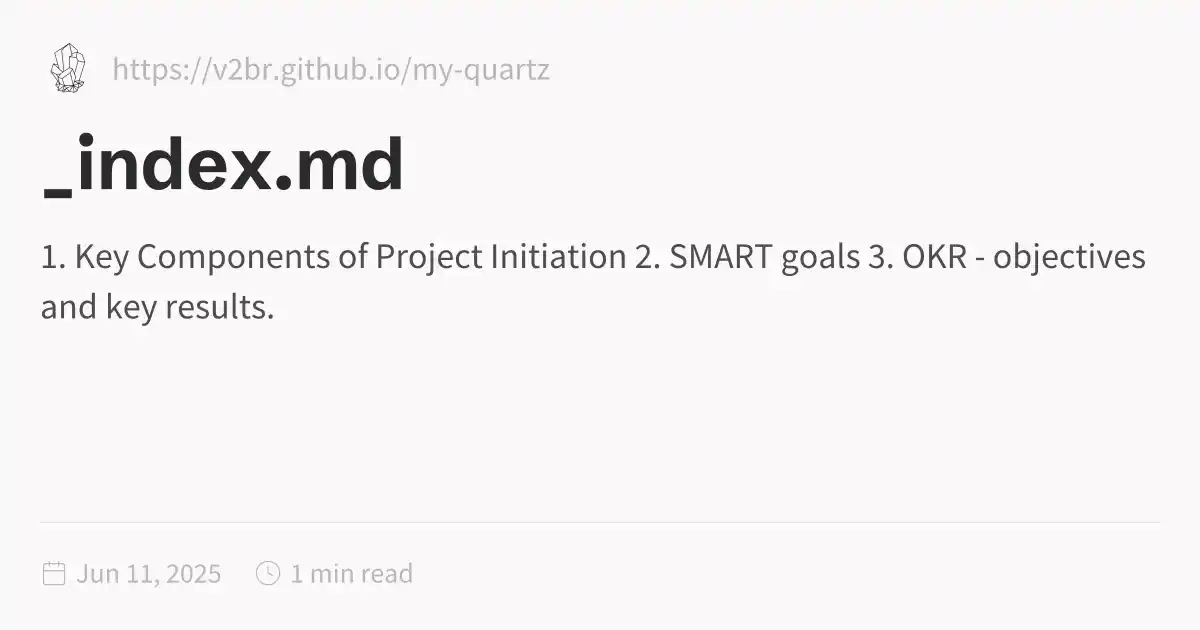 https://v2br.github.io/my-quartz
_index.md
1. Key Components of Project Initiation 2. SMART goals 3. OKR - objectives
and key results.
Jun 11, 2025 1 min read